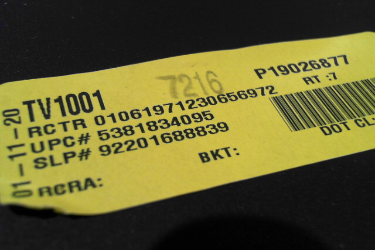 7216
P19026877
RT :7
01-11-20
TV1001
RCTR 01061971230656972
UPC# 5381834095
SLP# 92201688839
DOT CL:
BKT:
RCRA: